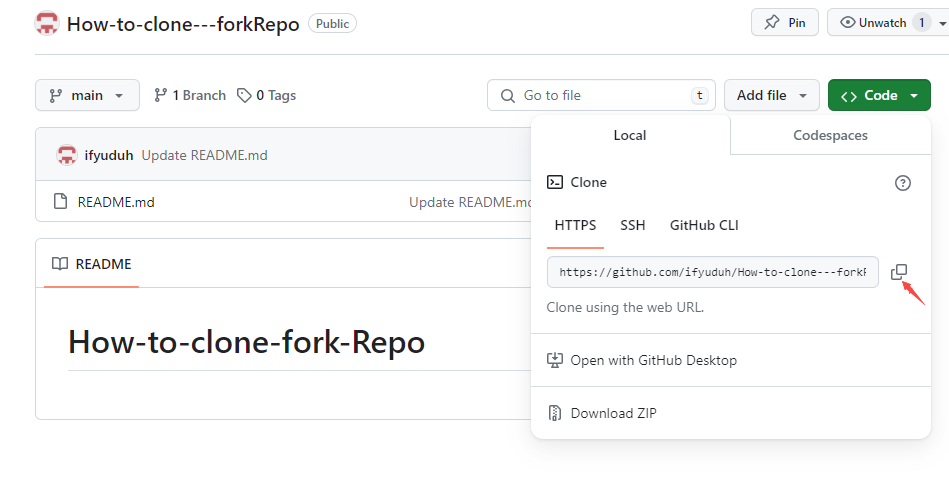 How-to-clone---forkRepo Public Pin Unwatch 1
main 1 Branch 0 Tags Go to file t Add file Code
Local Codespaces
ifyuduh Update README.md
Clone
README.md Update README.md
HTTPS SSH GitHub CLI
README
https://github.com/ifyuduh/How-to-clone---forkR
Clone using the web URL.
How-to-clone-fork-Repo
Open with GitHub Desktop
Download ZIP